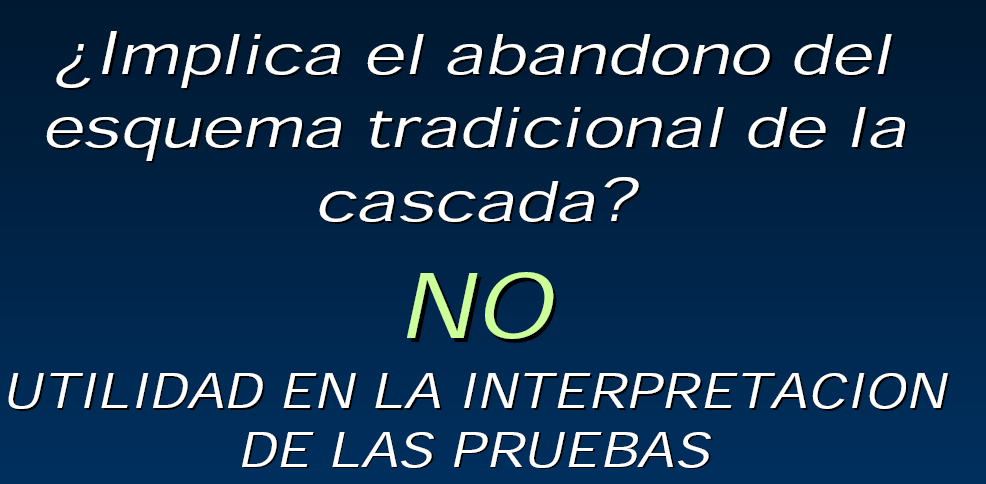 ¿Implica el abandono del
esquema tradicional de la
cascada?
NO
UTILIDAD EN LA INTERPRETACION
DE LAS PRUEBAS